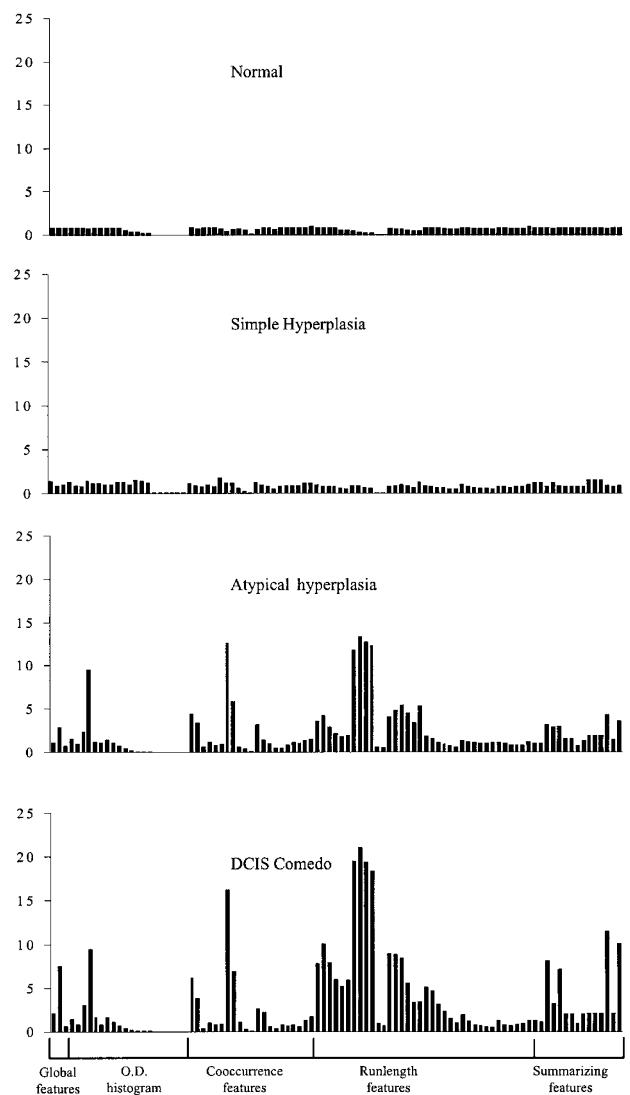 25
20
15
10
5
0
Normal
25
20
15
10
5
0
Simple Hyperplasia
25
20
15
10
5
0
Atypical hyperplasia
25
20
15
10
5
0
DCIS Comedo
Global
features
O.D.
histogram
Cooccurrence
features
Runlength
features
Summarizing
features